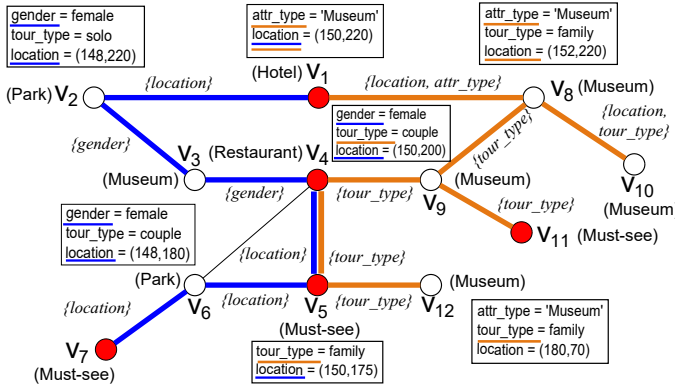 gender = female
tour_type = solo
location = (148,220)
attr_type = 'Museum'
location = (150,220)
attr_type = 'Museum'
tour_type = family
location = (152,220)
{location}
(Hotel) V1
{location, attr_type}
V8 (Museum)
(Park) V2
gender = female
tour_type = couple
location = (150,200)
{location,
tour_type}
{gender}
{tour_type}
V3
(Restaurant) V4
(Museum)
{gender}
{tour_type}
V9
(Museum)
V10
(Museum
{tour_type}
V11 (Must-see)
gender = female
tour_type = couple
location = (148,180)
{location}
{tour_type}
(Park)
V6
{location}
V5
{tour_type}
V12
(Museum)
{location}
(Must-see)
V7
(Must-see)
tour_type = family
location = (150,175)
attr_type = 'Museum'
tour_type = family
location = (180,70)